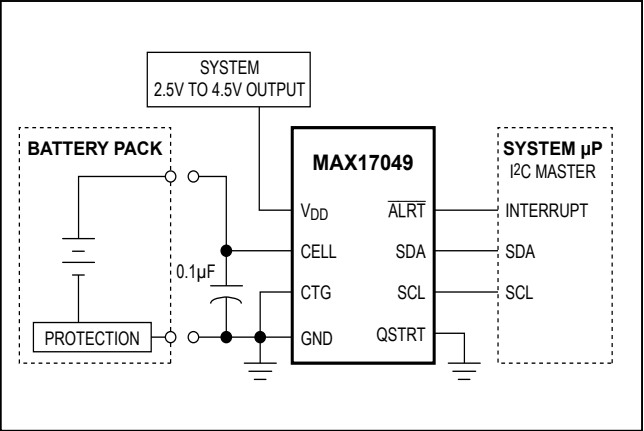 SYSTEM
2.5V TO 4.5V OUTPUT
BATTERY PACK
PROTECTION
0.1µF
MAX17049
VDD
CELL
CTG
GND
ALRT
SDA
SCL
QSTRT
SYSTEM µP
I2C MASTER
INTERRUPT
SDA
SCL